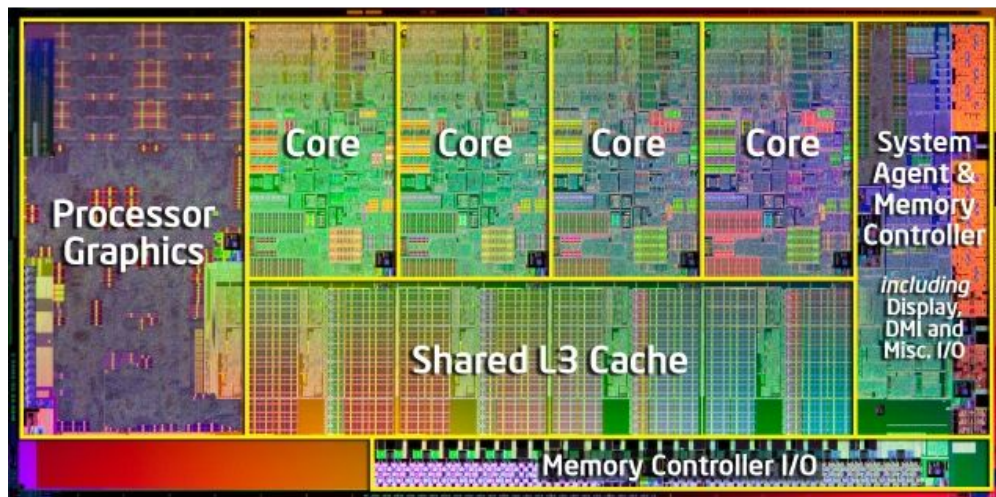 Processor
Graphics
Core
Core
Core
Core
System
Agent &
Memory
Controller
including
Display,
DMI and
Misc. I/O
Shared L3 Cache
Memory Controller I/O